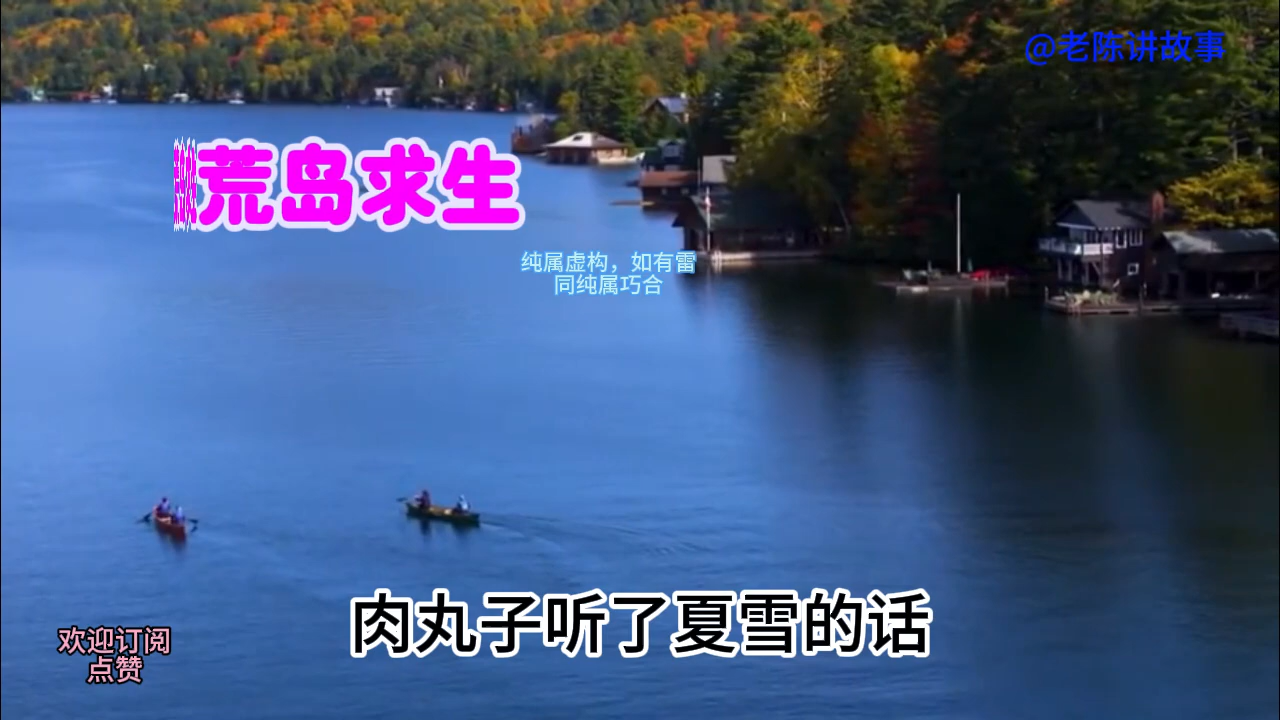 @老陈讲故事
荒岛求生
纯属虚构，如有雷
同纯属巧合
肉丸子听了夏雪的话
欢迎订阅
点赞